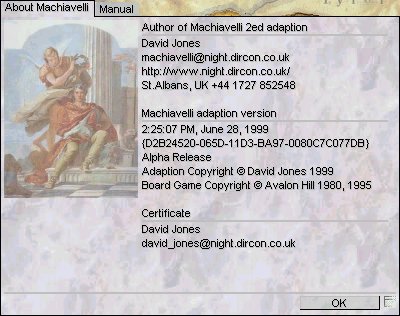 About Machiavelli
Manual
Author of Machiavelli 2ed adaption
David Jones
machiavelli@night.dircon.co.uk
http://www.night.dircon.co.uk/
St.Albans, UK +44 1727 852548
Machiavelli adaption version
2:25:07 PM, June 28, 1999
{D2B24520-065D-11D3-BA97-0080C7C077DB}
Alpha Release
Adaption Copyright © David Jones 1999
Board Game Copyright © Avalon Hill 1980, 1995
Certificate
David Jones
david_jones@night.dircon.co.uk
OK